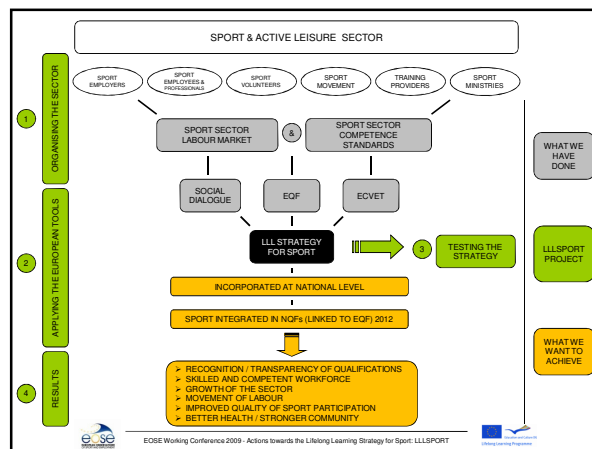 SPORT & ACTIVE LEISURE SECTOR
SPORT
EMPLOYERS
SPORT
EMPLOYEES &
PROFESSIONALS
SPORT
VOLUNTEERS
SPORT
MOVEMENT
TRAINING
PROVIDERS
SPORT
MINISTRIES
1
ORGANISING THE SECTOR
SPORT SECTOR
LABOUR MARKET
&
SPORT SECTOR
COMPETENCE
STANDARDS
WHAT WE
HAVE
DONE
SOCIAL
DIALOGUE
EQF
ECVET
2
APPLYING THE EUROPEAN TOOLS
LLL STRATEGY
FOR SPORT
3
TESTING THE
STRATEGY
LLLSPORT
PROJECT
INCORPORATED AT NATIONAL LEVEL
SPORT INTEGRATED IN NQFs (LINKED TO EQF) 2012
WHAT WE
WANT TO
ACHIEVE
4
RESULTS
➢ RECOGNITION / TRANSPARENCY OF QUALIFICATIONS
➢ SKILLED AND COMPETENT WORKFORCE
➢ GROWTH OF THE SECTOR
➢ MOVEMENT OF LABOUR
➢ IMPROVED QUALITY OF SPORT PARTICIPATION
➢ BETTER HEALTH / STRONGER COMMUNITY
eose
EOSE Working Conference 2009 - Actions towards the Lifelong Learning Strategy for Sport: LLLSPORT
Lifelong Learning Programme